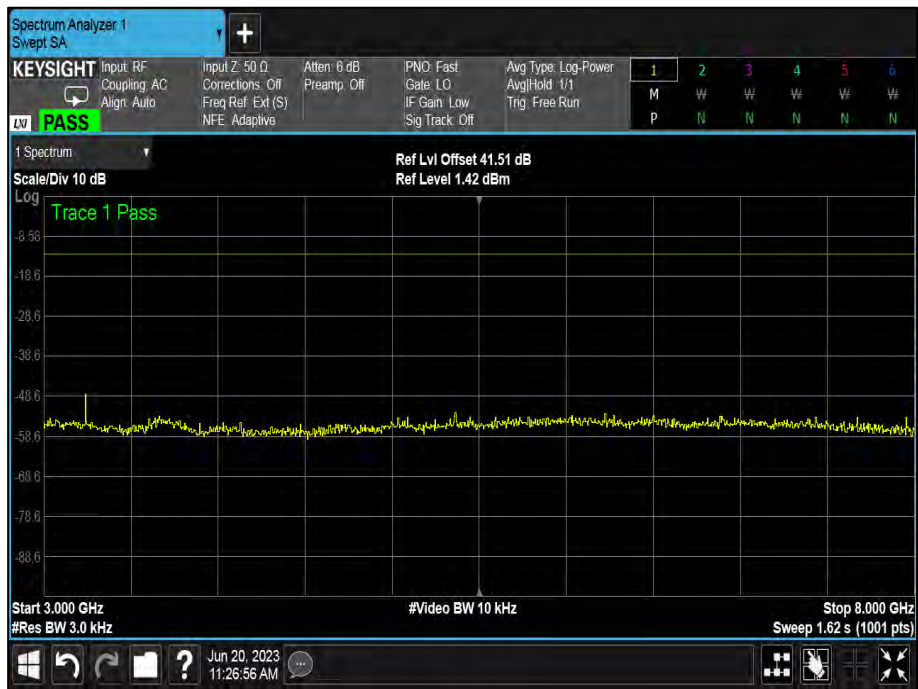 Spectrum Analyzer 1
Swept SA
+
KEYSIGHT Input: RF Input Z: 50 Ω Atten: 6 dB PNO: Fast Avg Type: Log-Power 1 2 3 4 5 6
Coupling: AC Corrections: Off Preamp: Off Gate: LO Avg|Hold: 1/1 M W W W W W
Align: Auto Freq Ref: Ext (S) IF Gain: Low Trig: Free Run
LXI PASS NFE: Adaptive Sig Track: Off P N N N N N
1 Spectrum Ref Lvl Offset 41.51 dB
Scale/Div 10 dB Ref Level 1.42 dBm
Log
Trace 1 Pass
-8.58
-18.6
-28.6
-38.6
-48.6
-58.6
-68.6
-78.6
-88.6
Start 3.000 GHz #Video BW 10 kHz Stop 8.000 GHz
#Res BW 3.0 kHz Sweep 1.62 s (1001 pts)
? Jun 20, 2023
11:26:56 AM